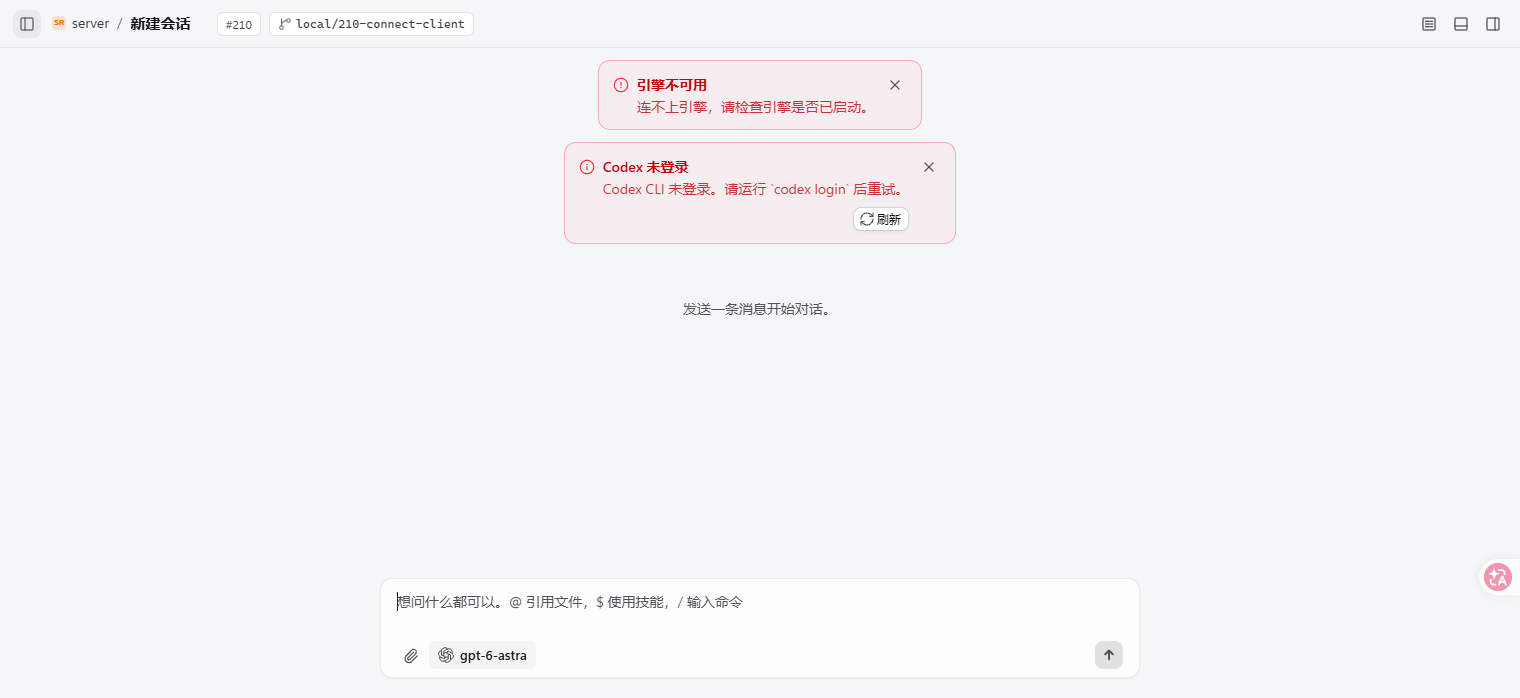 SR server / 新建会话 #210 local/210-connect-client
引擎不可用
连不上引擎，请检查引擎是否已启动。
Codex 未登录
Codex CLI 未登录。请运行 `codex login` 后重试。
刷新
发送一条消息开始对话。
想问什么都可以。@ 引用文件，$ 使用技能，/ 输入命令
gpt-6-astra